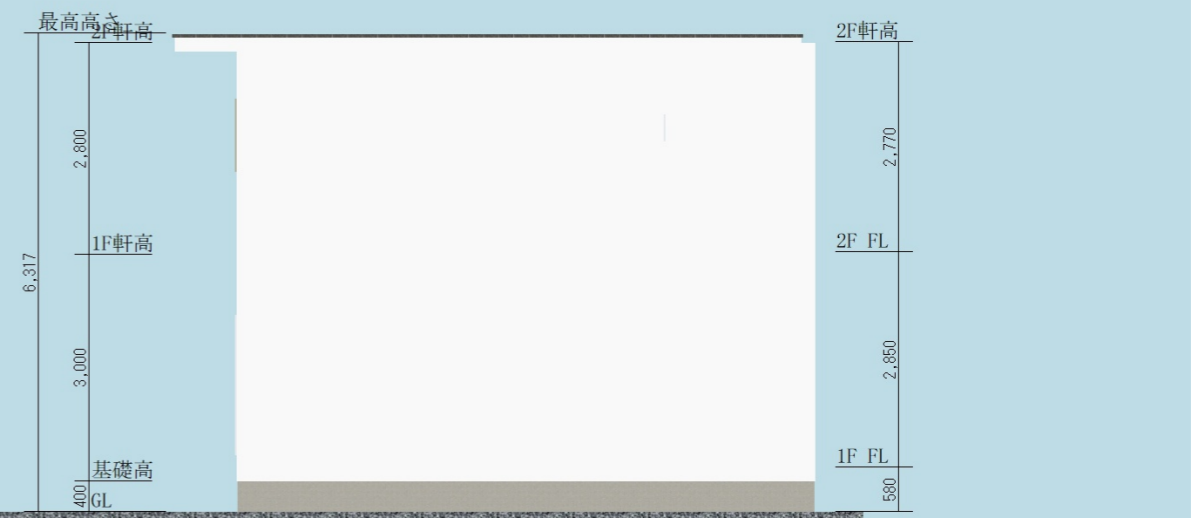 最高高さ
2F軒高
2F軒高
2,800
2,770
1F軒高
2F FL
6,317
3,000
2,850
基礎高
1F FL
400
GL
580